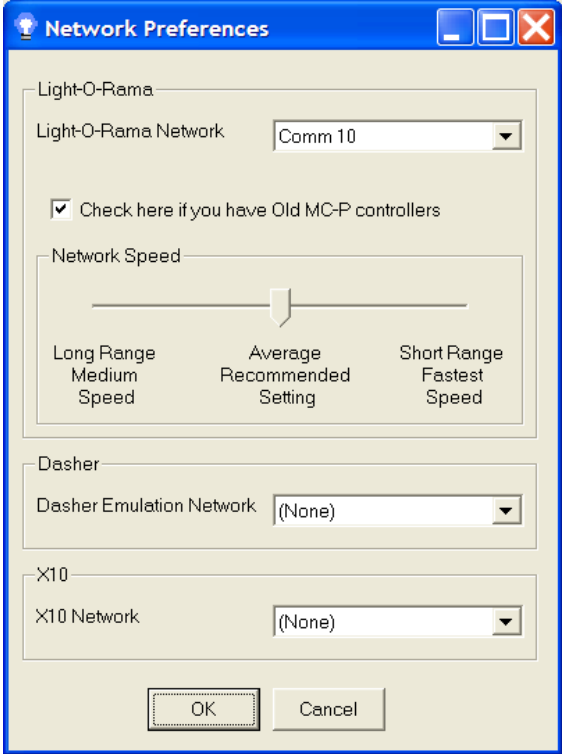 Network Preferences
Light-O-Rama
Light-O-Rama Network
Comm 10
Check here if you have Old MC-P controllers
Network Speed
Long Range
Medium
Speed
Average
Recommended
Setting
Short Range
Fastest
Speed
Dasher
Dasher Emulation Network
(None)
X10
X10 Network
(None)
OK
Cancel